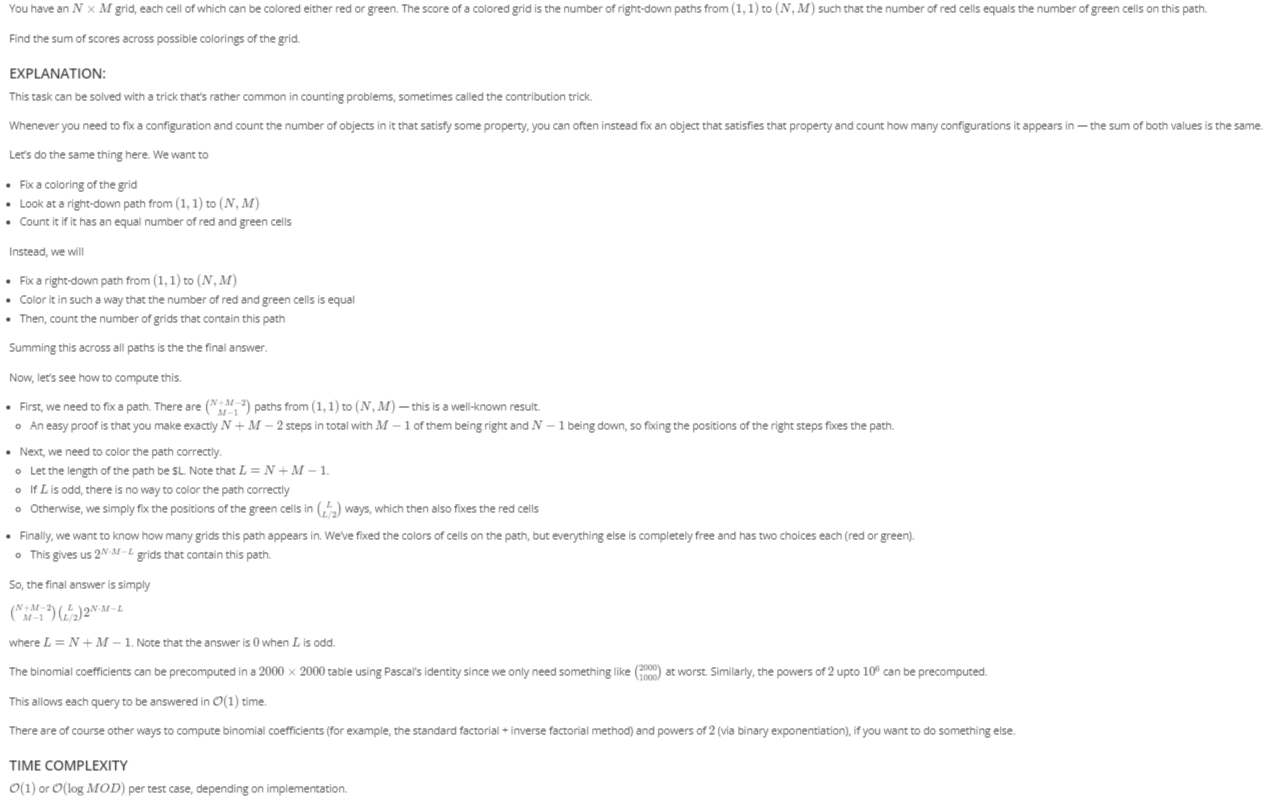 You have an N × M grid, each cell of which can be colored either red or green. The score of a colored grid is the number of right-down paths from (1, 1) to (N, M) such that the number of red cells equals the number of green cells on this path.
Find the sum of scores across possible colorings of the grid.
EXPLANATION:
This task can be solved with a trick that's rather common in counting problems, sometimes called the contribution trick.
Whenever you need to fix a configuration and count the number of objects in it that satisfy some property, you can often instead fix an object that satisfies that property and count how many configurations it appears in — the sum of both values is the same.
Let's do the same thing here. We want to
• Fix a coloring of the grid
• Look at a right-down path from (1, 1) to (N, M)
• Count it if it has an equal number of red and green cells
Instead, we will
• Fix a right-down path from (1, 1) to (N, M)
• Color it in such a way that the number of red and green cells is equal
• Then, count the number of grids that contain this path
Summing this across all paths is the the final answer.
Now, let's see how to compute this.
• First, we need to fix a path. There are \binom{N+M-2}{M-1} paths from (1, 1) to (N, M) — this is a well-known result.
o An easy proof is that you make exactly N + M − 2 steps in total with M − 1 of them being right and N − 1 being down, so fixing the positions of the right steps fixes the path.
• Next, we need to color the path correctly.
o Let the length of the path be $L. Note that L = N + M − 1.
o If L is odd, there is no way to color the path correctly
o Otherwise, we simply fix the positions of the green cells in \binom{L}{L/2} ways, which then also fixes the red cells
• Finally, we want to know how many grids this path appears in. We've fixed the colors of cells on the path, but everything else is completely free and has two choices each (red or green).
o This gives us 2^{N·M−L} grids that contain this path.
So, the final answer is simply
\binom{N+M-2}{M-1} \binom{L}{L/2} 2^{N·M−L}
where L = N + M − 1. Note that the answer is 0 when L is odd.
The binomial coefficients can be precomputed in a 2000 × 2000 table using Pascal's identity since we only need something like \binom{2000}{1000} at worst. Similarly, the powers of 2 upto 10^6 can be precomputed.
This allows each query to be answered in O(1) time.
There are of course other ways to compute binomial coefficients (for example, the standard factorial + inverse factorial method) and powers of 2 (via binary exponentiation), if you want to do something else.
TIME COMPLEXITY
O(1) or O(log MOD) per test case, depending on implementation.